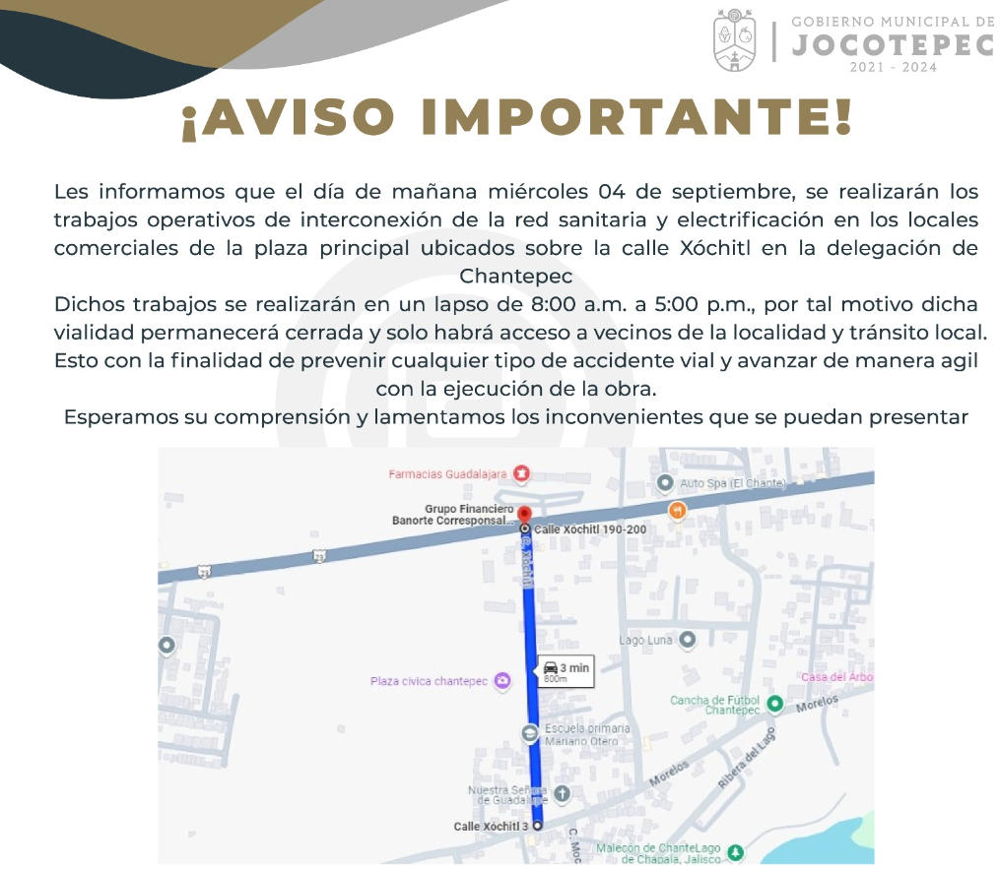 GOBIERNO MUNICIPAL DE
JOCOTEPEC
2021 - 2024
¡AVISO IMPORTANTE!
Les informamos que el día de mañana miércoles 04 de septiembre, se realizarán los
trabajos operativos de interconexión de la red sanitaria y electrificación en los locales
comerciales de la plaza principal ubicados sobre la calle Xóchitl en la delegación de
Chantepec
Dichos trabajos se realizarán en un lapso de 8:00 a.m. a 5:00 p.m., por tal motivo dicha
vialidad permanecerá cerrada y solo habrá acceso a vecinos de la localidad y tránsito local.
Esto con la finalidad de prevenir cualquier tipo de accidente vial y avanzar de manera agil
con la ejecución de la obra.
Esperamos su comprensión y lamentamos los inconvenientes que se puedan presentar
Farmacias Guadalajara
Auto Spa (El Chante)
Grupo Financiero
Banorte Corresponsal...
Calle Xóchitl 190-200
C. Xóchitl
23
23
Lago Luna
3 min
800m
Plaza civica chantepec
Casa del Arbo
Cancha de Fútbol
Chantepec
Morelos
Escuela primaria
Mariano Otero
Ribera del Lago
Morelos
Nuestra Señora
de Guadalupe
Calle Xóchitl 3
C. Moc
Malecón de ChanteLago
de Chapala, Jalisco